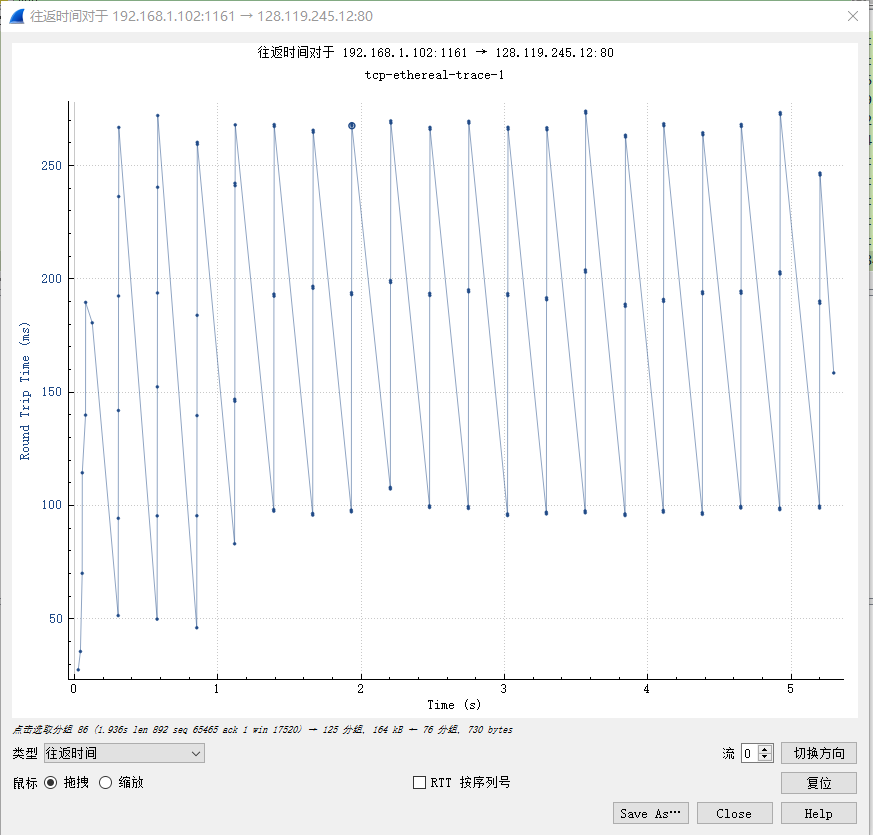 往返时间对于 192.168.1.102:1161 → 128.119.245.12:80
往返时间对于 192.168.1.102:1161 → 128.119.245.12:80
tcp-ethereal-trace-1
Round Trip Time (ms)
250
200
150
100
50
0 1 2 3 4 5
Time (s)
点击选取分组 86 (1.936s len 892 seq 65465 ack 1 win 17520) → 125 分组, 164 kB ← 76 分组, 730 bytes
类型 往返时间 流 0 切换方向
鼠标 拖拽 缩放 RTT 按序列号 复位
Save As… Close Help